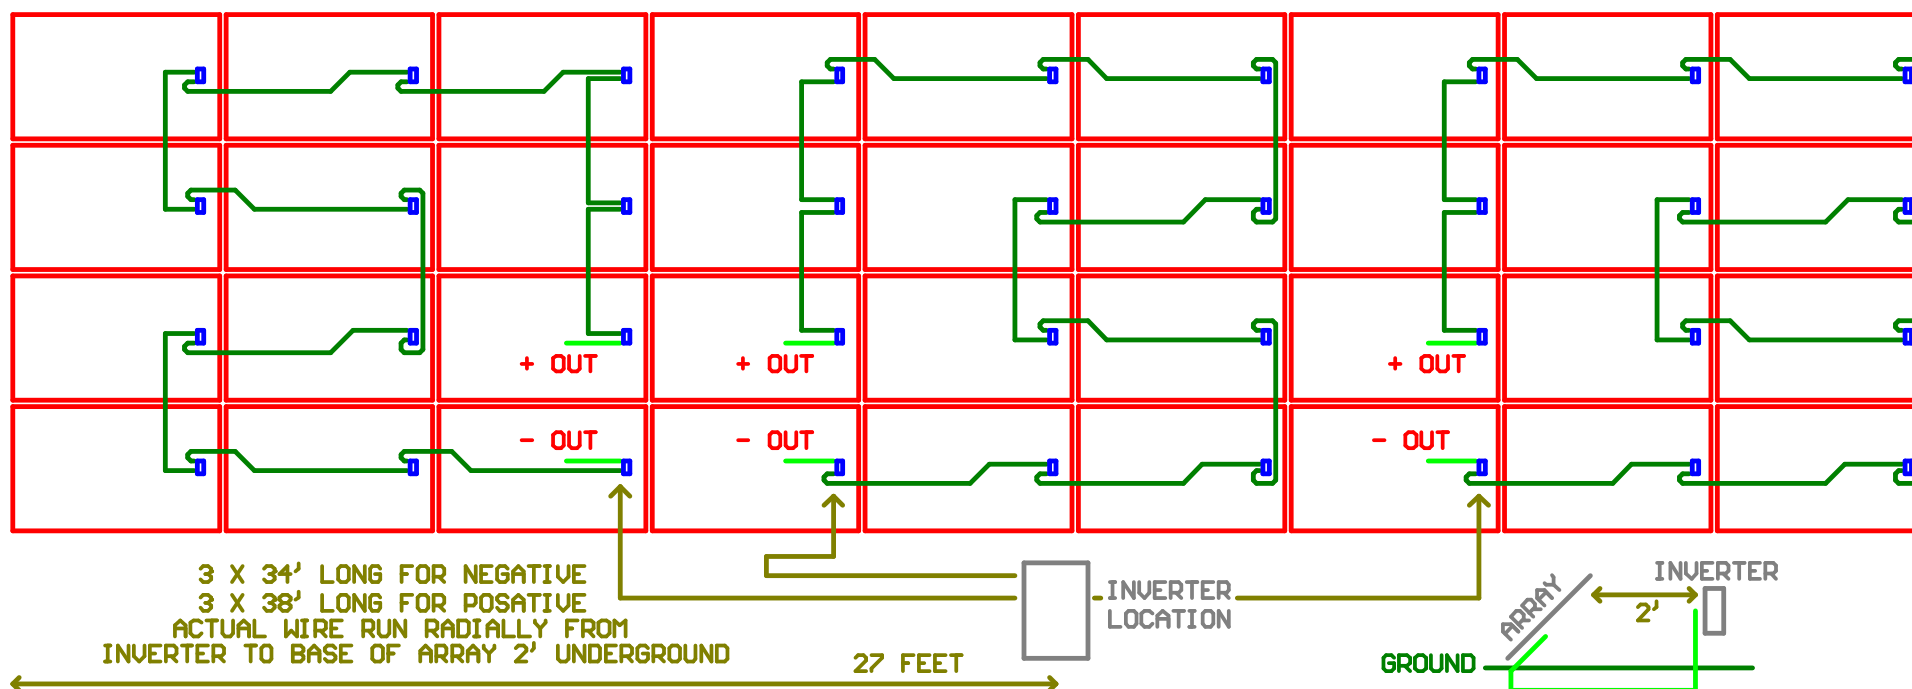 + OUT
+ OUT
+ OUT
- OUT
- OUT
- OUT
3 X 34' LONG FOR NEGATIVE
3 X 38' LONG FOR POSATIVE
ACTUAL WIRE RUN RADIALLY FROM
INVERTER TO BASE OF ARRAY 2' UNDERGROUND
27 FEET
INVERTER
LOCATION
ARRAY
INVERTER
2'
GROUND